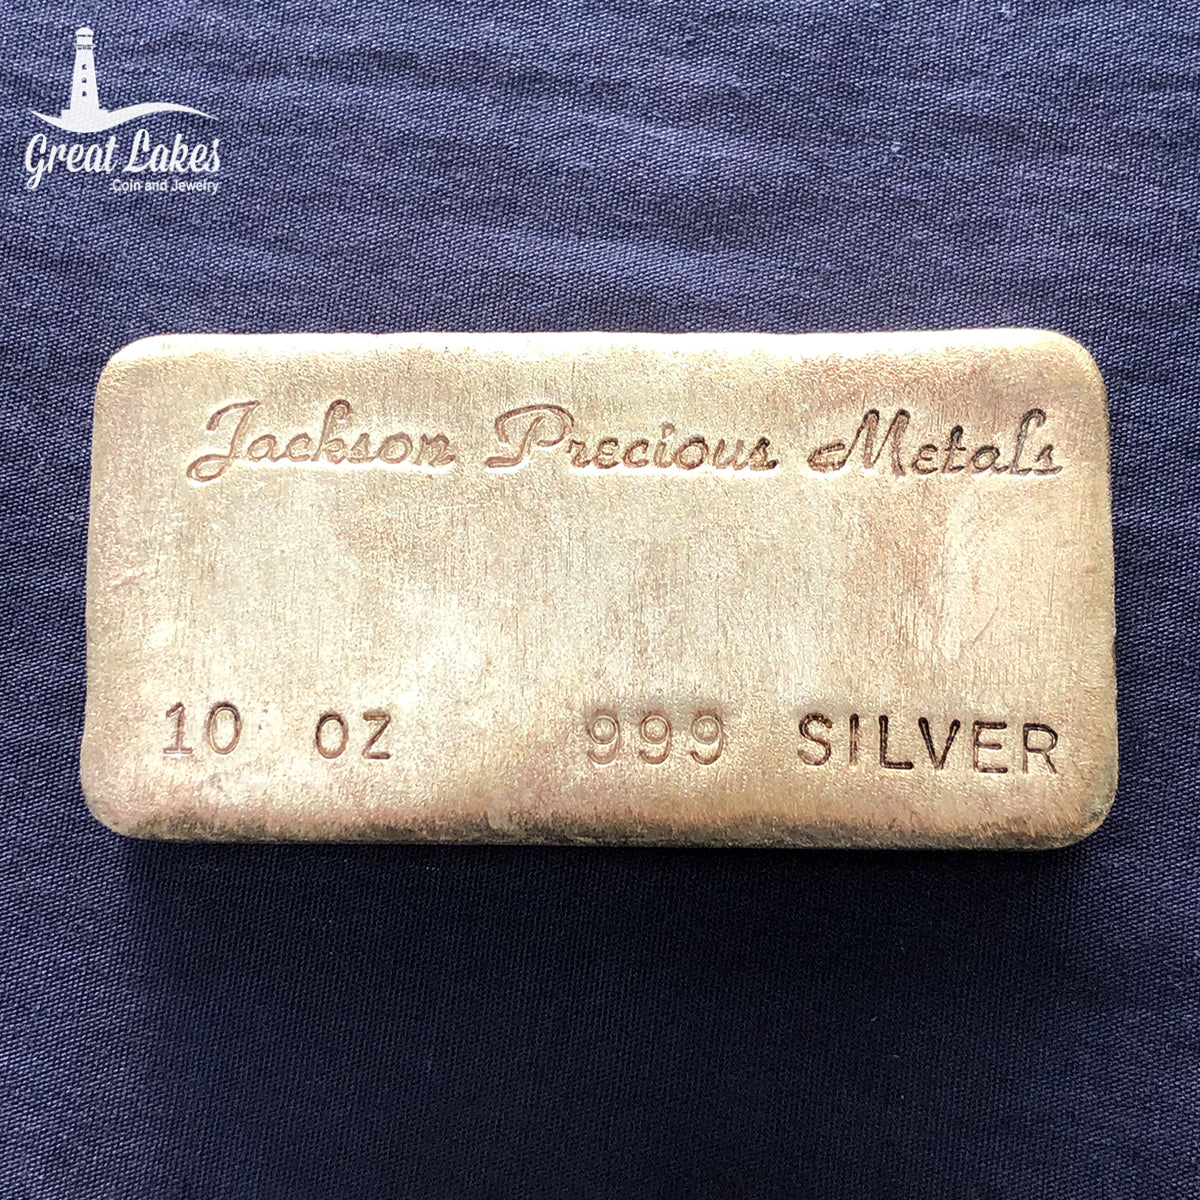 Great Lakes
Coin and Jewelry
Jackson Precious Metals
10 OZ 999 SILVER